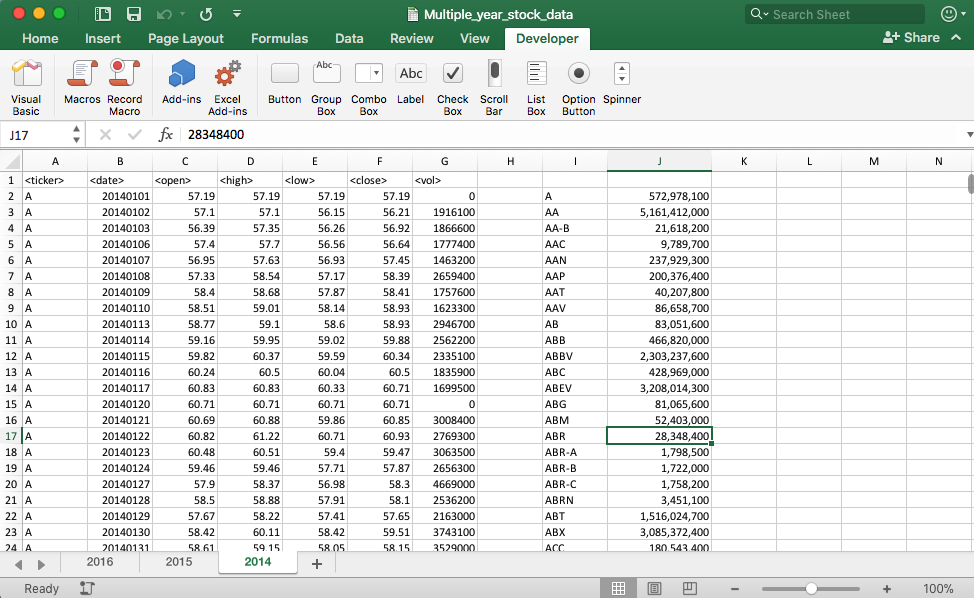 Multiple_year_stock_data
Search Sheet
Home Insert Page Layout Formulas Data Review View Developer Share
Abc Abc
Visual Basic Macros Record Macro Add-ins Excel Add-ins Button Group Box Combo Box Label Check Box Scroll Bar List Box Option Button Spinner
J17 fx 28348400
A B C D E F G H I J K L M N
1 <ticker> <date> <open> <high> <low> <close> <vol>
2 A 20140101 57.19 57.19 57.19 57.19 0 A 572,978,100
3 A 20140102 57.1 57.1 56.15 56.21 1916100 AA 5,161,412,000
4 A 20140103 56.39 57.35 56.26 56.92 1866600 AA-B 21,618,200
5 A 20140106 57.4 57.7 56.56 56.64 1777400 AAC 9,789,700
6 A 20140107 56.95 57.63 56.93 57.45 1463200 AAN 237,929,300
7 A 20140108 57.33 58.54 57.17 58.39 2659400 AAP 200,376,400
8 A 20140109 58.4 58.68 57.87 58.41 1757600 AAT 40,207,800
9 A 20140110 58.51 59.01 58.14 58.93 1623300 AAV 86,658,700
10 A 20140113 58.77 59.1 58.6 58.93 2946700 AB 83,051,600
11 A 20140114 59.16 59.95 59.02 59.88 2562200 ABB 466,820,000
12 A 20140115 59.82 60.37 59.59 60.34 2335100 ABBV 2,303,237,600
13 A 20140116 60.24 60.5 60.04 60.5 1835900 ABC 428,969,000
14 A 20140117 60.83 60.83 60.33 60.71 1699500 ABEV 3,208,014,300
15 A 20140120 60.71 60.71 60.71 60.71 0 ABG 81,065,600
16 A 20140121 60.69 60.88 59.86 60.85 3008400 ABM 52,403,000
17 A 20140122 60.82 61.22 60.71 60.93 2769300 ABR 28,348,400
18 A 20140123 60.48 60.51 59.4 59.47 3063500 ABR-A 1,798,500
19 A 20140124 59.46 59.46 57.71 57.87 2656300 ABR-B 1,722,000
20 A 20140127 57.9 58.37 56.98 58.3 4669000 ABR-C 1,758,200
21 A 20140128 58.5 58.88 57.91 58.1 2536200 ABRN 3,451,100
22 A 20140129 57.67 58.22 57.41 57.65 2163000 ABT 1,516,024,700
23 A 20140130 58.42 60.11 58.42 59.51 3743100 ABX 3,085,372,400
24 A 20140131 58.61 59.15 58.05 58.15 3529000 ACC 180,543,400
2016 2015 2014 +
Ready 100%